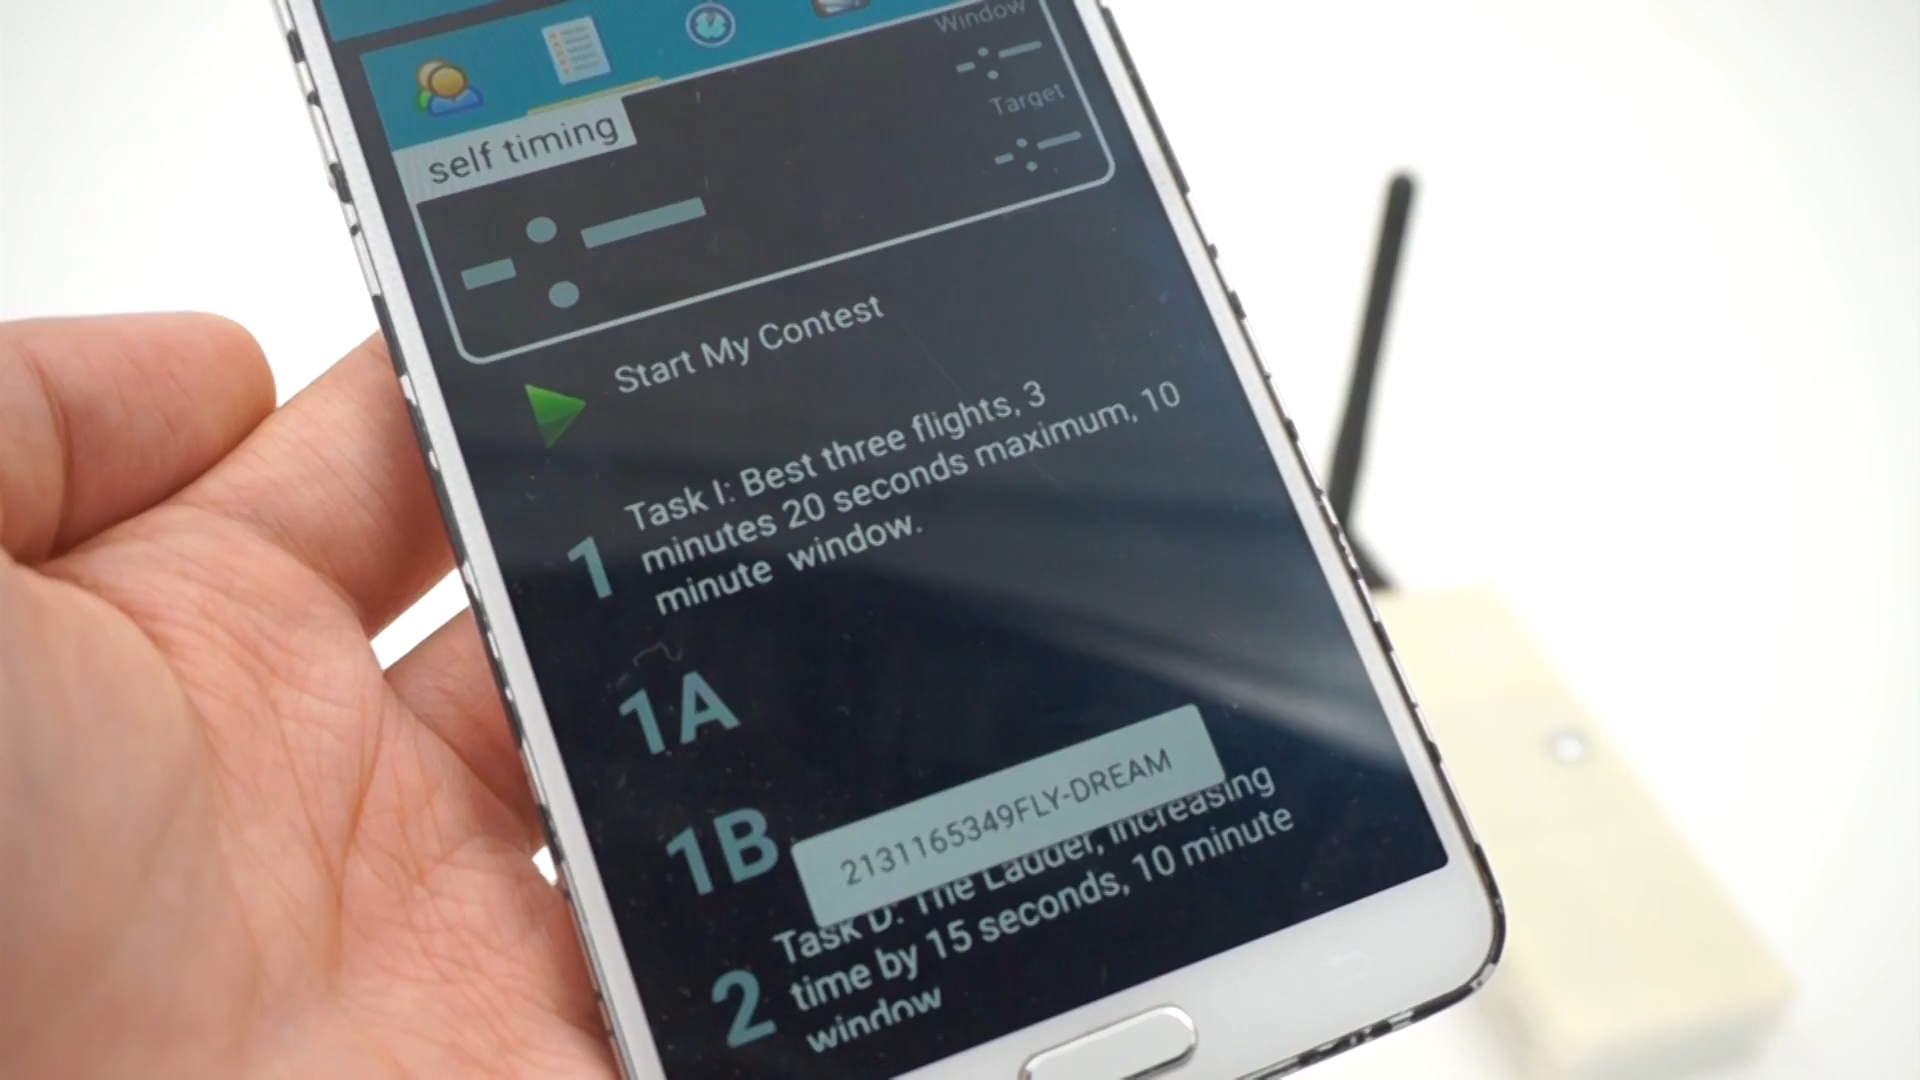 Window
Target
self timing
Start My Contest
1
Task I: Best three flights, 3
minutes 20 seconds maximum, 10
minute window.
1A
1B
2131165349FLY-DREAM
2
Task D: The Ladder, increasing
time by 15 seconds, 10 minute
window